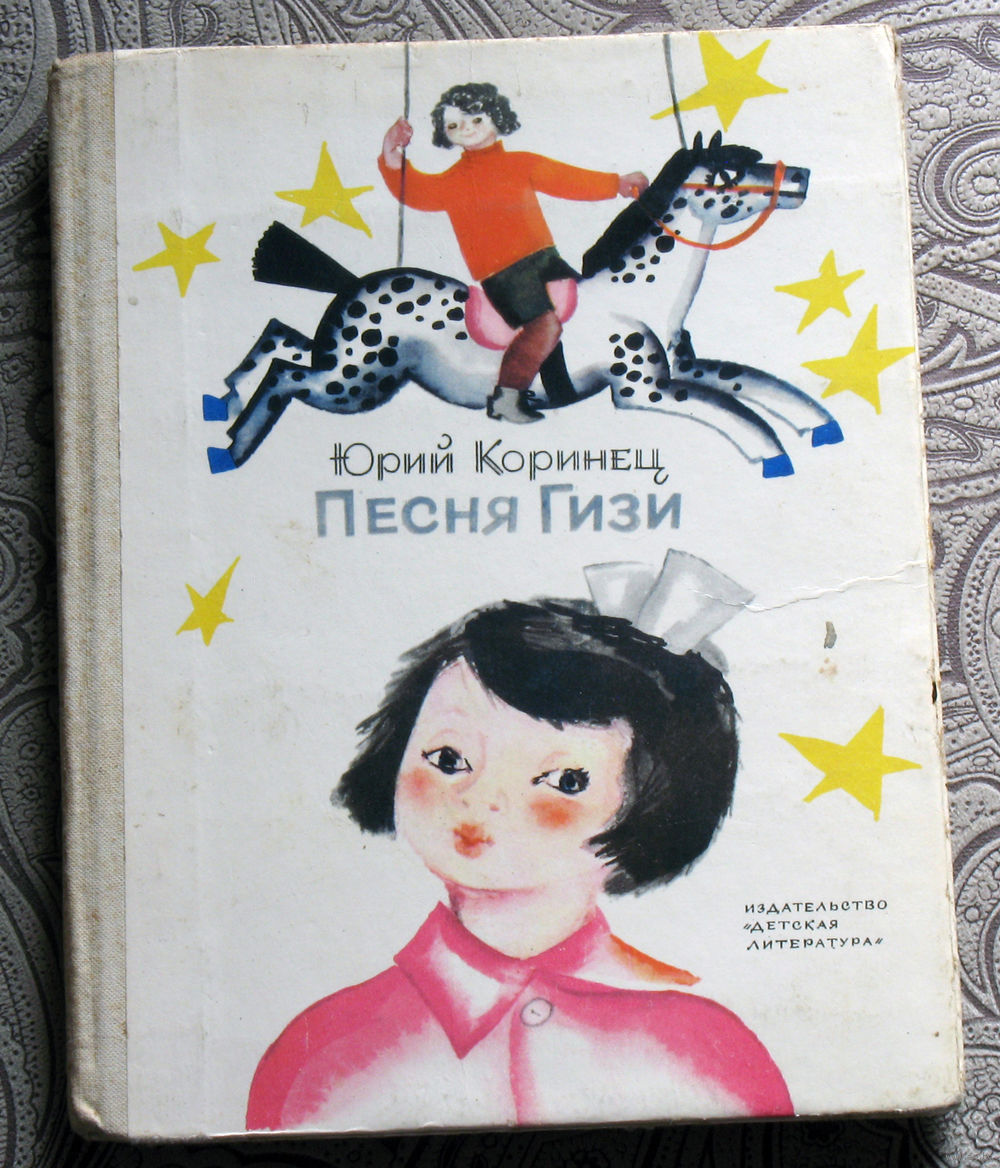 Юрий Коринец
Песня Гизи
ИЗДАТЕЛЬСТВО
"ДЕТСКАЯ
ЛИТЕРАТУРА"